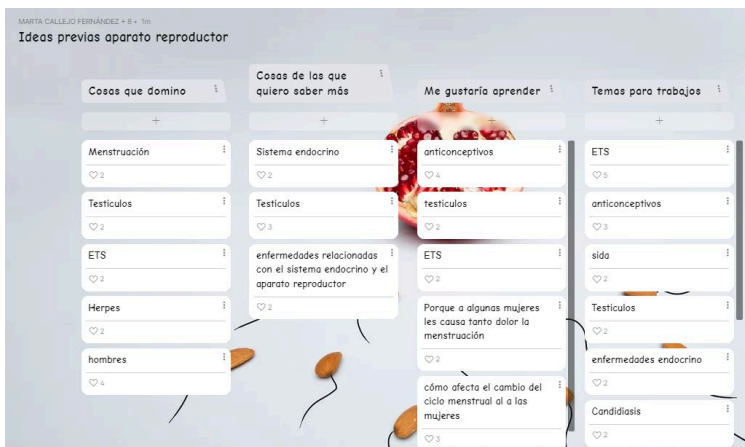 MARTA CALLEJO FERNÁNDEZ + 8 • 1m
Ideas previas aparato reproductor
Cosas que domino
+
Menstruación
2
Testiculos
2
ETS
2
Herpes
2
hombres
4
Cosas de las que
quiero saber más
+
Sistema endocrino
2
Testiculos
3
enfermedades relacionadas
con el sistema endocrino y el
aparato reproductor
2
Me gustaría aprender
+
anticonceptivos
4
testiculos
2
ETS
2
Porque a algunas mujeres
les causa tanto dolor la
menstruación
2
cómo afecta el cambio del
ciclo menstrual al a las
mujeres
3
Temas para trabajos
+
ETS
5
anticonceptivos
3
sida
2
Testiculos
2
enfermedades endocrino
2
Candidiasis
2